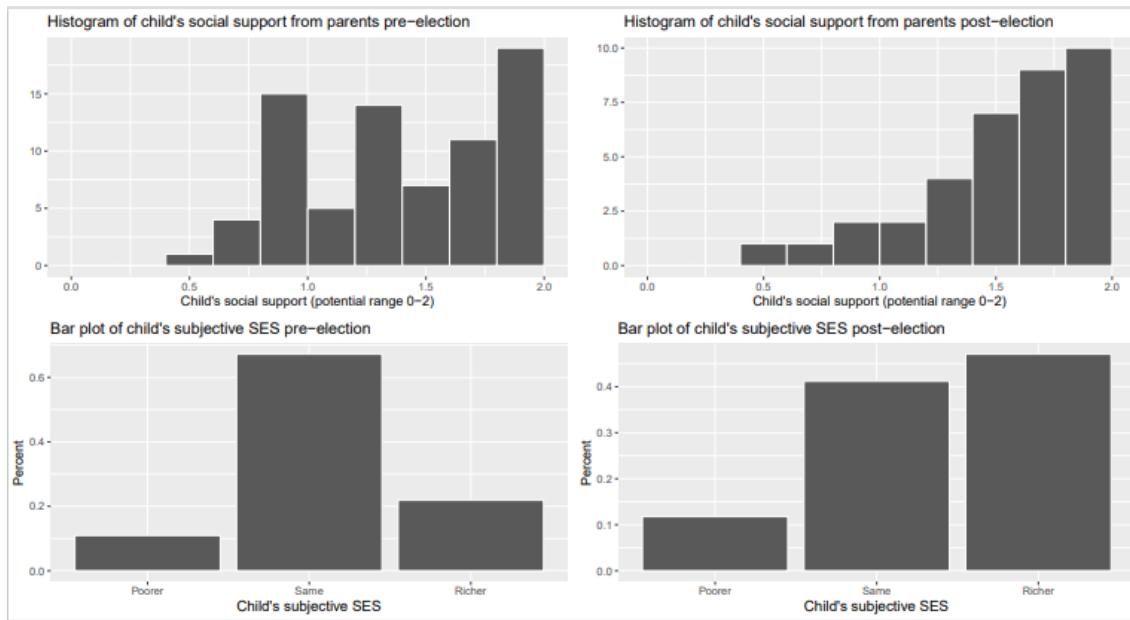 Histogram of child's social support from parents pre−election
15
10
5
0
0.0 0.5 1.0 1.5 2.0
Child's social support (potential range 0−2)
Histogram of child's social support from parents post−election
10.0
7.5
5.0
2.5
0.0
0.0 0.5 1.0 1.5 2.0
Child's social support (potential range 0−2)
Bar plot of child's subjective SES pre−election
Percent
0.6
0.4
0.2
0.0
Poorer Same Richer
Child's subjective SES
Bar plot of child's subjective SES post−election
Percent
0.4
0.3
0.2
0.1
0.0
Poorer Same Richer
Child's subjective SES